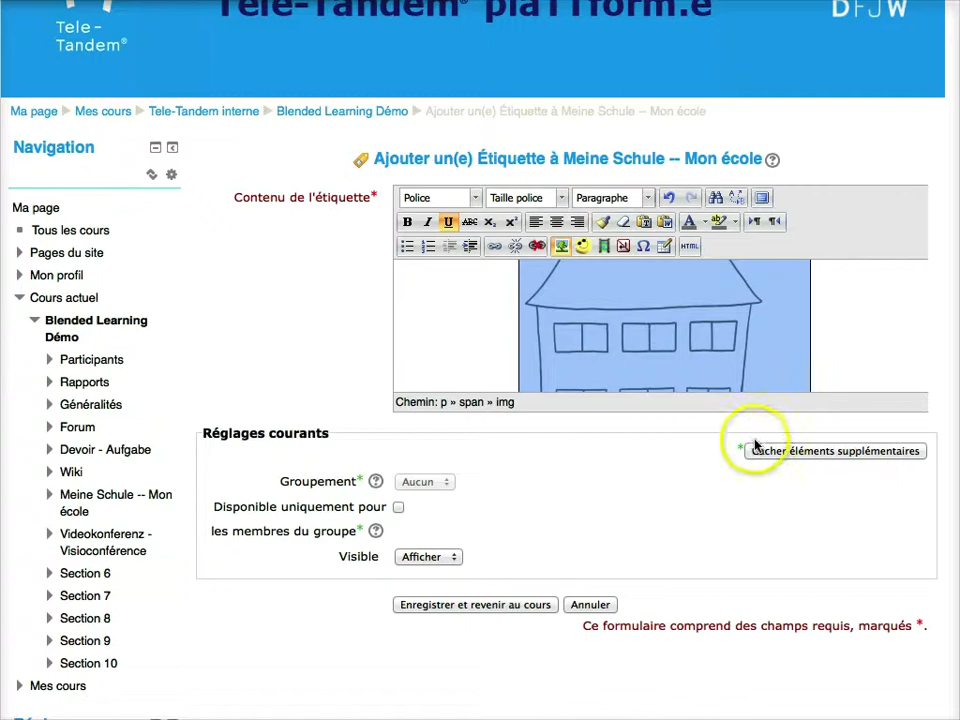 Tele-Tandem® plaTTform.e
DFJW
Tele-
Tandem®
Ma page Mes cours Tele-Tandem interne Blended Learning Démo Ajouter un(e) Étiquette à Meine Schule -- Mon école
Navigation
Ajouter un(e) Étiquette à Meine Schule -- Mon école
Contenu de l'étiquette*
Police Taille police Paragraphe
B I U ABC X₂ X² A ab
Ω HTML
Ma page
Tous les cours
Pages du site
Mon profil
Cours actuel
Blended Learning
Démo
Participants
Rapports
Généralités
Forum
Devoir - Aufgabe
Wiki
Meine Schule -- Mon
école
Videokonferenz -
Visioconférence
Section 6
Section 7
Section 8
Section 9
Section 10
Mes cours
Chemin: p » span » img
Réglages courants
* Cacher éléments supplémentaires
Groupement* Aucun
Disponible uniquement pour
les membres du groupe*
Visible Afficher
Enregistrer et revenir au cours Annuler
Ce formulaire comprend des champs requis, marqués *.